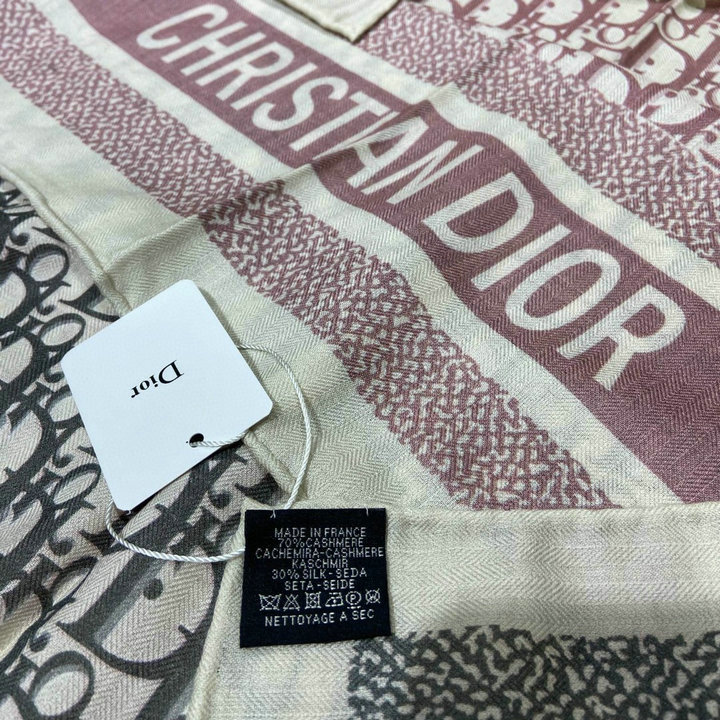 CHRISTIAN DIOR
Dior
MADE IN FRANCE
70%CASHMERE
CACHEMIRA-CASHMERE
KASCHMIR
30% SILK-SEDA
SETA-SEIDE
NETTOYAGE A SEC